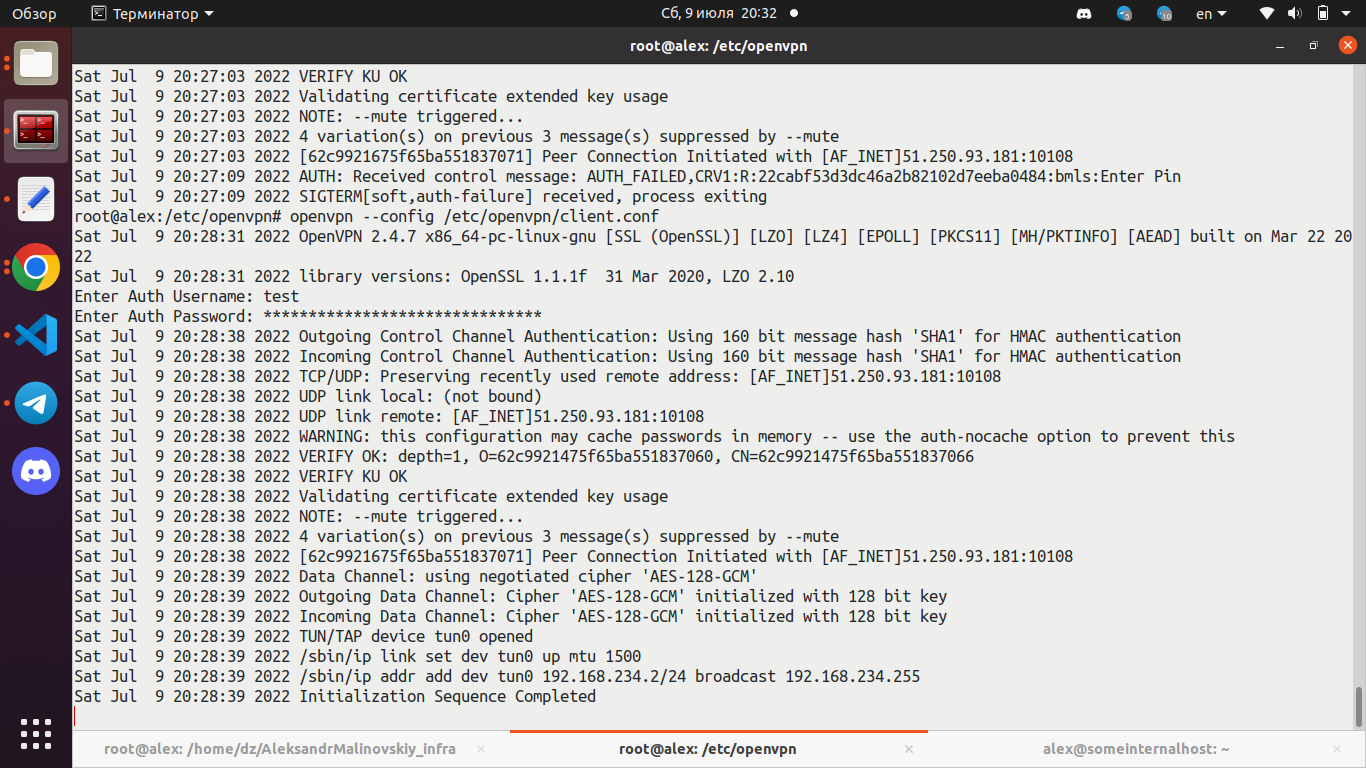 Обзор Терминатор Сб, 9 июля 20:32 5 10 en
root@alex: /etc/openvpn
Sat Jul  9 20:27:03 2022 VERIFY KU OK
Sat Jul  9 20:27:03 2022 Validating certificate extended key usage
Sat Jul  9 20:27:03 2022 NOTE: --mute triggered...
Sat Jul  9 20:27:03 2022 4 variation(s) on previous 3 message(s) suppressed by --mute
Sat Jul  9 20:27:03 2022 [62c9921675f65ba551837071] Peer Connection Initiated with [AF_INET]51.250.93.181:10108
Sat Jul  9 20:27:09 2022 AUTH: Received control message: AUTH_FAILED,CRV1:R:22cabf53d3dc46a2b82102d7eeba0484:bmls:Enter Pin
Sat Jul  9 20:27:09 2022 SIGTERM[soft,auth-failure] received, process exiting
root@alex:/etc/openvpn# openvpn --config /etc/openvpn/client.conf
Sat Jul  9 20:28:31 2022 OpenVPN 2.4.7 x86_64-pc-linux-gnu [SSL (OpenSSL)] [LZO] [LZ4] [EPOLL] [PKCS11] [MH/PKTINFO] [AEAD] built on Mar 22 20
22
Sat Jul  9 20:28:31 2022 library versions: OpenSSL 1.1.1f  31 Mar 2020, LZO 2.10
Enter Auth Username: test
Enter Auth Password: *******************************
Sat Jul  9 20:28:38 2022 Outgoing Control Channel Authentication: Using 160 bit message hash 'SHA1' for HMAC authentication
Sat Jul  9 20:28:38 2022 Incoming Control Channel Authentication: Using 160 bit message hash 'SHA1' for HMAC authentication
Sat Jul  9 20:28:38 2022 TCP/UDP: Preserving recently used remote address: [AF_INET]51.250.93.181:10108
Sat Jul  9 20:28:38 2022 UDP link local: (not bound)
Sat Jul  9 20:28:38 2022 UDP link remote: [AF_INET]51.250.93.181:10108
Sat Jul  9 20:28:38 2022 WARNING: this configuration may cache passwords in memory -- use the auth-nocache option to prevent this
Sat Jul  9 20:28:38 2022 VERIFY OK: depth=1, O=62c9921475f65ba551837060, CN=62c9921475f65ba551837066
Sat Jul  9 20:28:38 2022 VERIFY KU OK
Sat Jul  9 20:28:38 2022 Validating certificate extended key usage
Sat Jul  9 20:28:38 2022 NOTE: --mute triggered...
Sat Jul  9 20:28:38 2022 4 variation(s) on previous 3 message(s) suppressed by --mute
Sat Jul  9 20:28:38 2022 [62c9921675f65ba551837071] Peer Connection Initiated with [AF_INET]51.250.93.181:10108
Sat Jul  9 20:28:39 2022 Data Channel: using negotiated cipher 'AES-128-GCM'
Sat Jul  9 20:28:39 2022 Outgoing Data Channel: Cipher 'AES-128-GCM' initialized with 128 bit key
Sat Jul  9 20:28:39 2022 Incoming Data Channel: Cipher 'AES-128-GCM' initialized with 128 bit key
Sat Jul  9 20:28:39 2022 TUN/TAP device tun0 opened
Sat Jul  9 20:28:39 2022 /sbin/ip link set dev tun0 up mtu 1500
Sat Jul  9 20:28:39 2022 /sbin/ip addr add dev tun0 192.168.234.2/24 broadcast 192.168.234.255
Sat Jul  9 20:28:39 2022 Initialization Sequence Completed
root@alex: /home/dz/AleksandrMalinovskiy_infra root@alex: /etc/openvpn alex@someinternalhost: ~